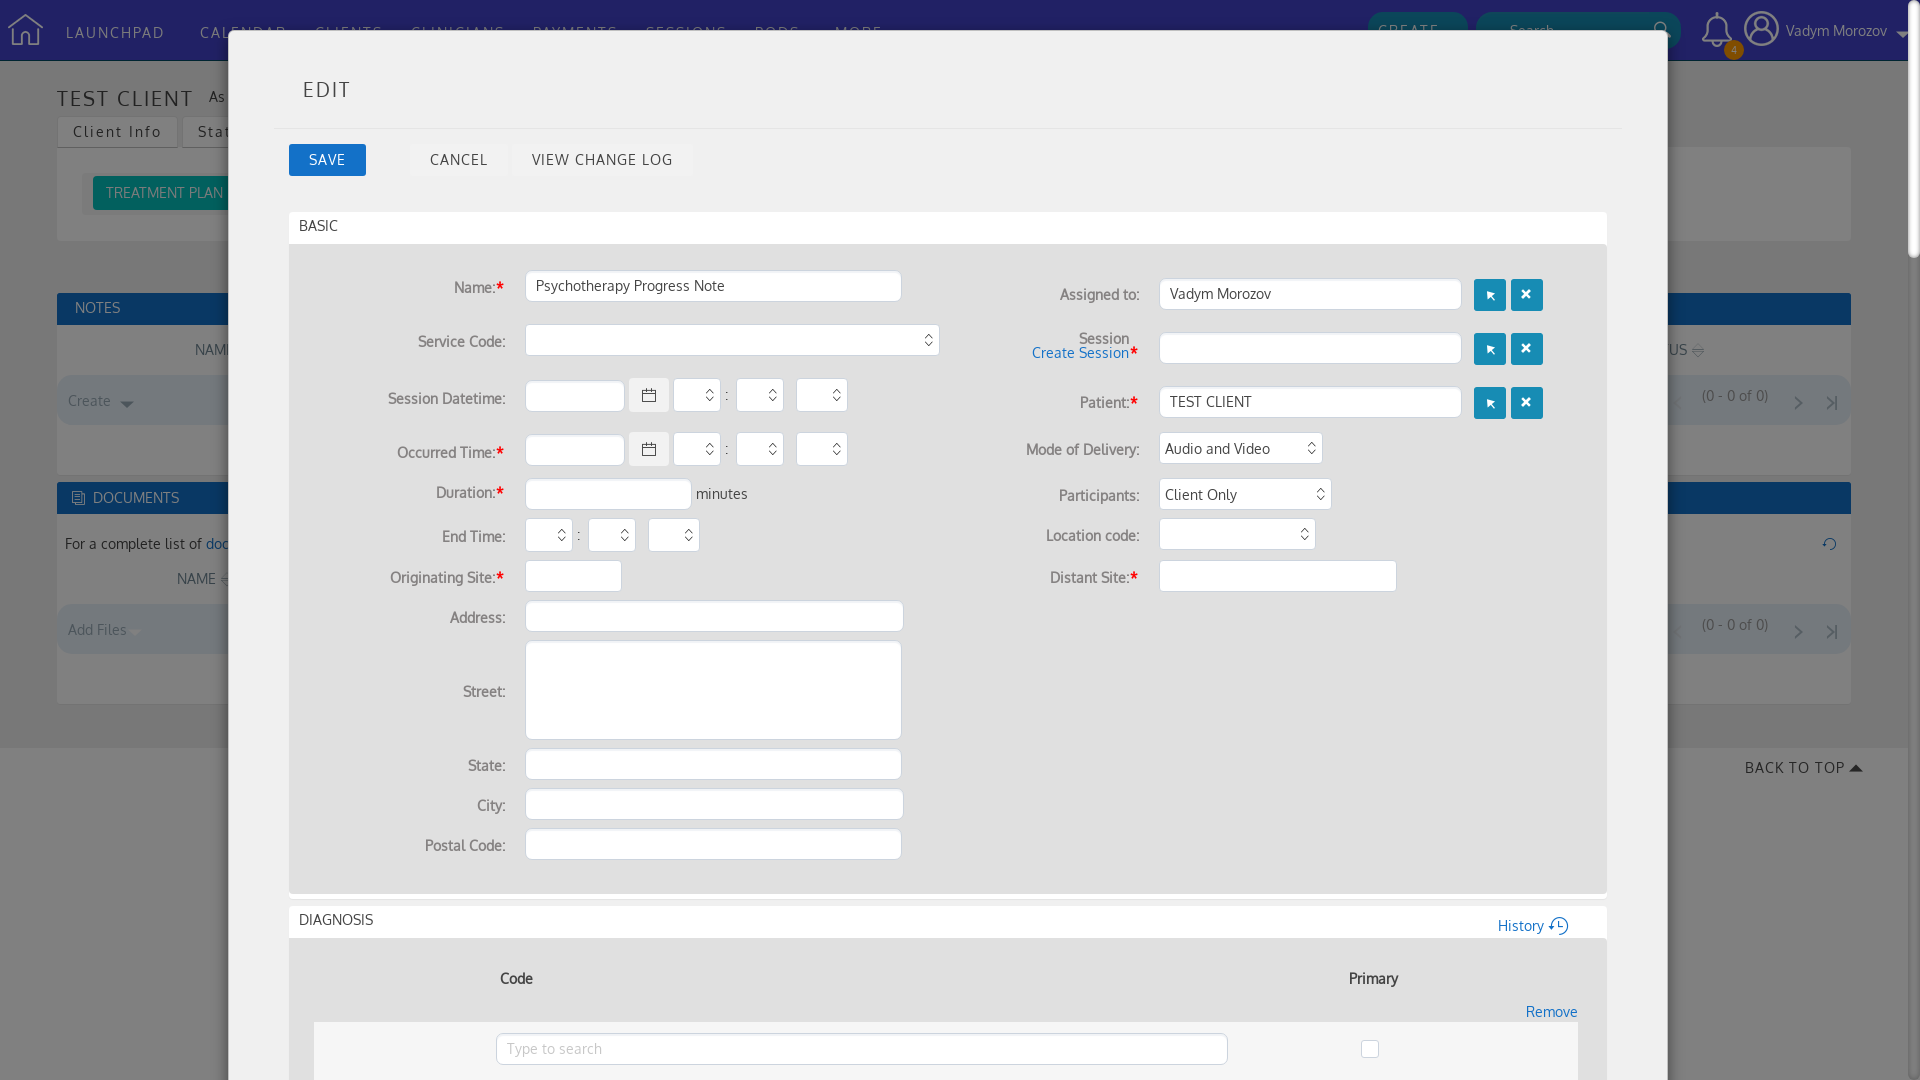 LAUNCHPAD CALENDAR CLIENTS CLINICIANS PAYMENTS SESSIONS PODS MORE CREATE Search 4 Vadym Morozov
TEST CLIENT As
Client Info Stat
TREATMENT PLAN
NOTES
NAME
TUS
Create
(0 - 0 of 0)
DOCUMENTS
For a complete list of doc
NAME
Add Files
(0 - 0 of 0)
BACK TO TOP
EDIT
SAVE CANCEL VIEW CHANGE LOG
BASIC
Name:* Psychotherapy Progress Note
Assigned to: Vadym Morozov
Service Code:
Session
Create Session*
Session Datetime: :
Patient:* TEST CLIENT
Occurred Time:* :
Mode of Delivery: Audio and Video
Duration:* minutes
Participants: Client Only
End Time: :
Location code:
Originating Site:*
Distant Site:*
Address:
Street:
State:
City:
Postal Code:
DIAGNOSIS
History
Code Primary
Remove
Type to search